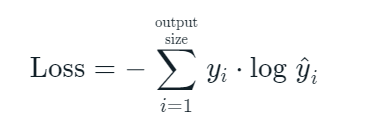 output
size
Loss = − ∑ yᵢ · log ŷᵢ
i=1